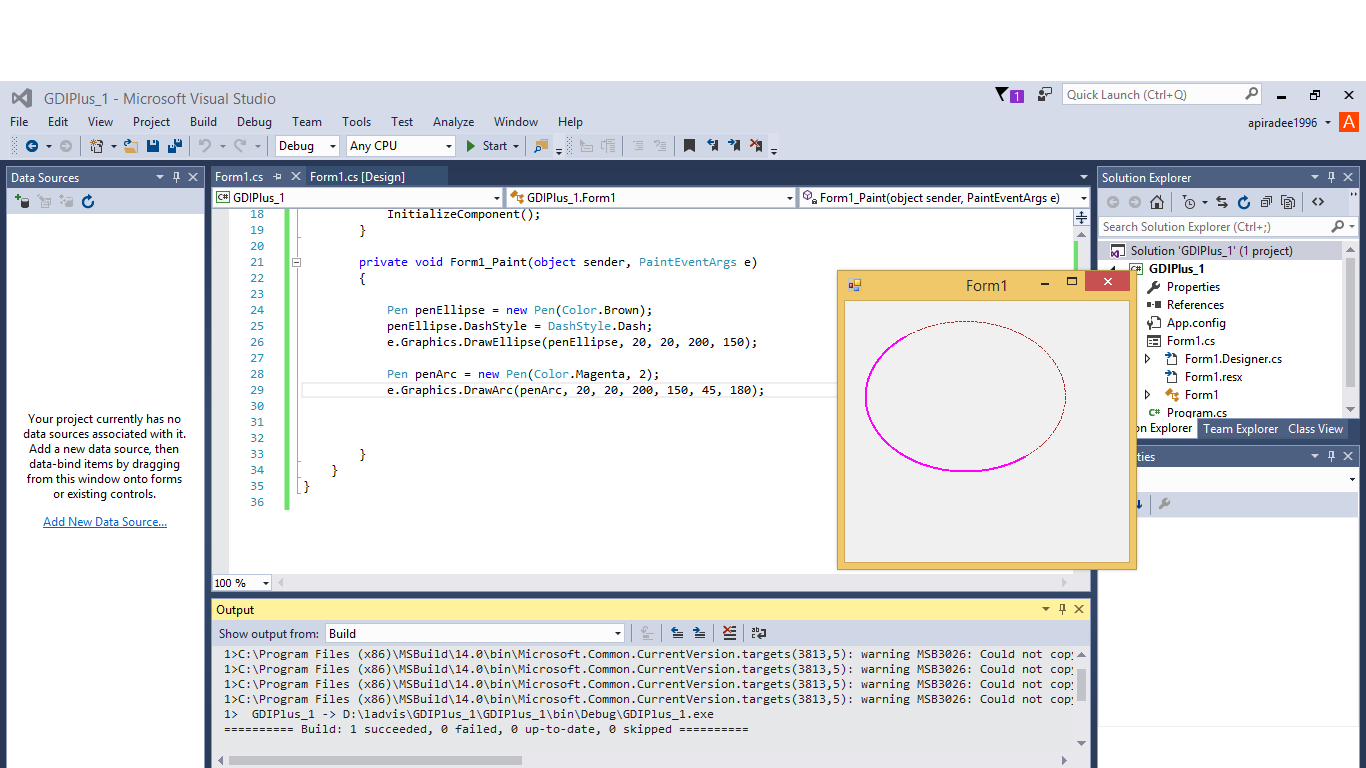 GDIPlus_1 - Microsoft Visual Studio
1
Quick Launch (Ctrl+Q)
File Edit View Project Build Debug Team Tools Test Analyze Window Help
apiradee1996 A
Debug Any CPU Start
Data Sources
Your project currently has no
data sources associated with it.
Add a new data source, then
data-bind items by dragging
from this window onto forms
or existing controls.
Add New Data Source...
Form1.cs Form1.cs [Design]
C# GDIPlus_1 GDIPlus_1.Form1 Form1_Paint(object sender, PaintEventArgs e)
18 InitializeComponent();
19 }
20
21 private void Form1_Paint(object sender, PaintEventArgs e)
22 {
23
24 Pen penEllipse = new Pen(Color.Brown);
25 penEllipse.DashStyle = DashStyle.Dash;
26 e.Graphics.DrawEllipse(penEllipse, 20, 20, 200, 150);
27
28 Pen penArc = new Pen(Color.Magenta, 2);
29 e.Graphics.DrawArc(penArc, 20, 20, 200, 150, 45, 180);
30
31
32
33 }
34 }
35 }
36
100 %
Form1
Solution Explorer
Search Solution Explorer (Ctrl+;)
Solution 'GDIPlus_1' (1 project)
C# GDIPlus_1
Properties
References
App.config
Form1.cs
Form1.Designer.cs
Form1.resx
Form1
C# Program.cs
on Explorer Team Explorer Class View
ties
Output
Show output from: Build
1>C:\Program Files (x86)\MSBuild\14.0\bin\Microsoft.Common.CurrentVersion.targets(3813,5): warning MSB3026: Could not copy
1>C:\Program Files (x86)\MSBuild\14.0\bin\Microsoft.Common.CurrentVersion.targets(3813,5): warning MSB3026: Could not copy
1>C:\Program Files (x86)\MSBuild\14.0\bin\Microsoft.Common.CurrentVersion.targets(3813,5): warning MSB3026: Could not copy
1>C:\Program Files (x86)\MSBuild\14.0\bin\Microsoft.Common.CurrentVersion.targets(3813,5): warning MSB3026: Could not copy
1> GDIPlus_1 -> D:\ladvis\GDIPlus_1\GDIPlus_1\bin\Debug\GDIPlus_1.exe
========== Build: 1 succeeded, 0 failed, 0 up-to-date, 0 skipped ==========